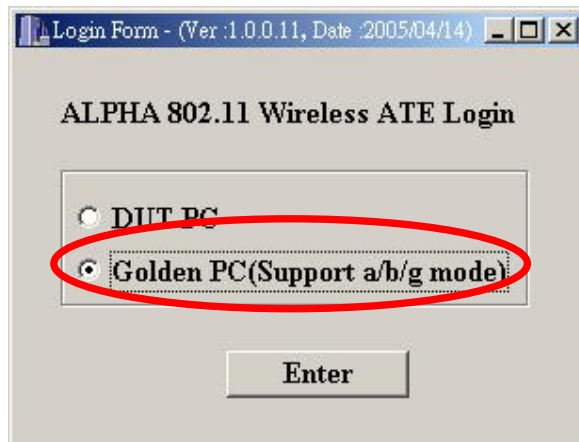 Login Form - (Ver :1.0.0.11, Date :2005/04/14)
ALPHA 802.11 Wireless ATE Login
DUT PC
Golden PC(Support a/b/g mode)
Enter